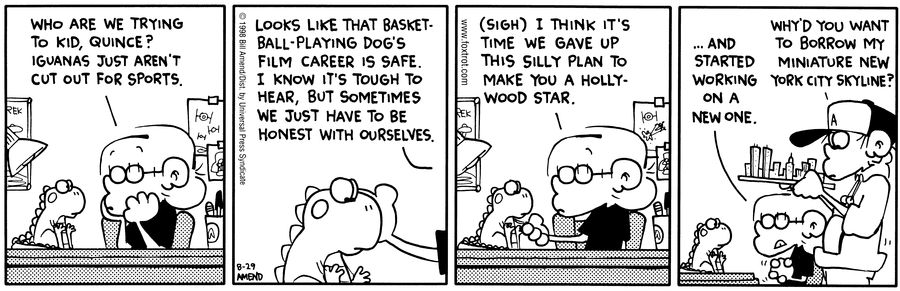 WHO ARE WE TRYING
TO KID, QUINCE?
IGUANAS JUST AREN'T
CUT OUT FOR SPORTS.
REK
© 1998 Bill Amend/Dist. by Universal Press Syndicate
LOOKS LIKE THAT BASKET-
BALL-PLAYING DOG'S
FILM CAREER IS SAFE.
I KNOW IT'S TOUGH TO
HEAR, BUT SOMETIMES
WE JUST HAVE TO BE
HONEST WITH OURSELVES.
8-29
AMEND
www.foxtrot.com
(SIGH) I THINK IT'S
TIME WE GAVE UP
THIS SILLY PLAN TO
MAKE YOU A HOLLY-
WOOD STAR.
REK
... AND
STARTED
WORKING
ON A
NEW ONE.
WHY'D YOU WANT
TO BORROW MY
MINIATURE NEW
YORK CITY SKYLINE?
A